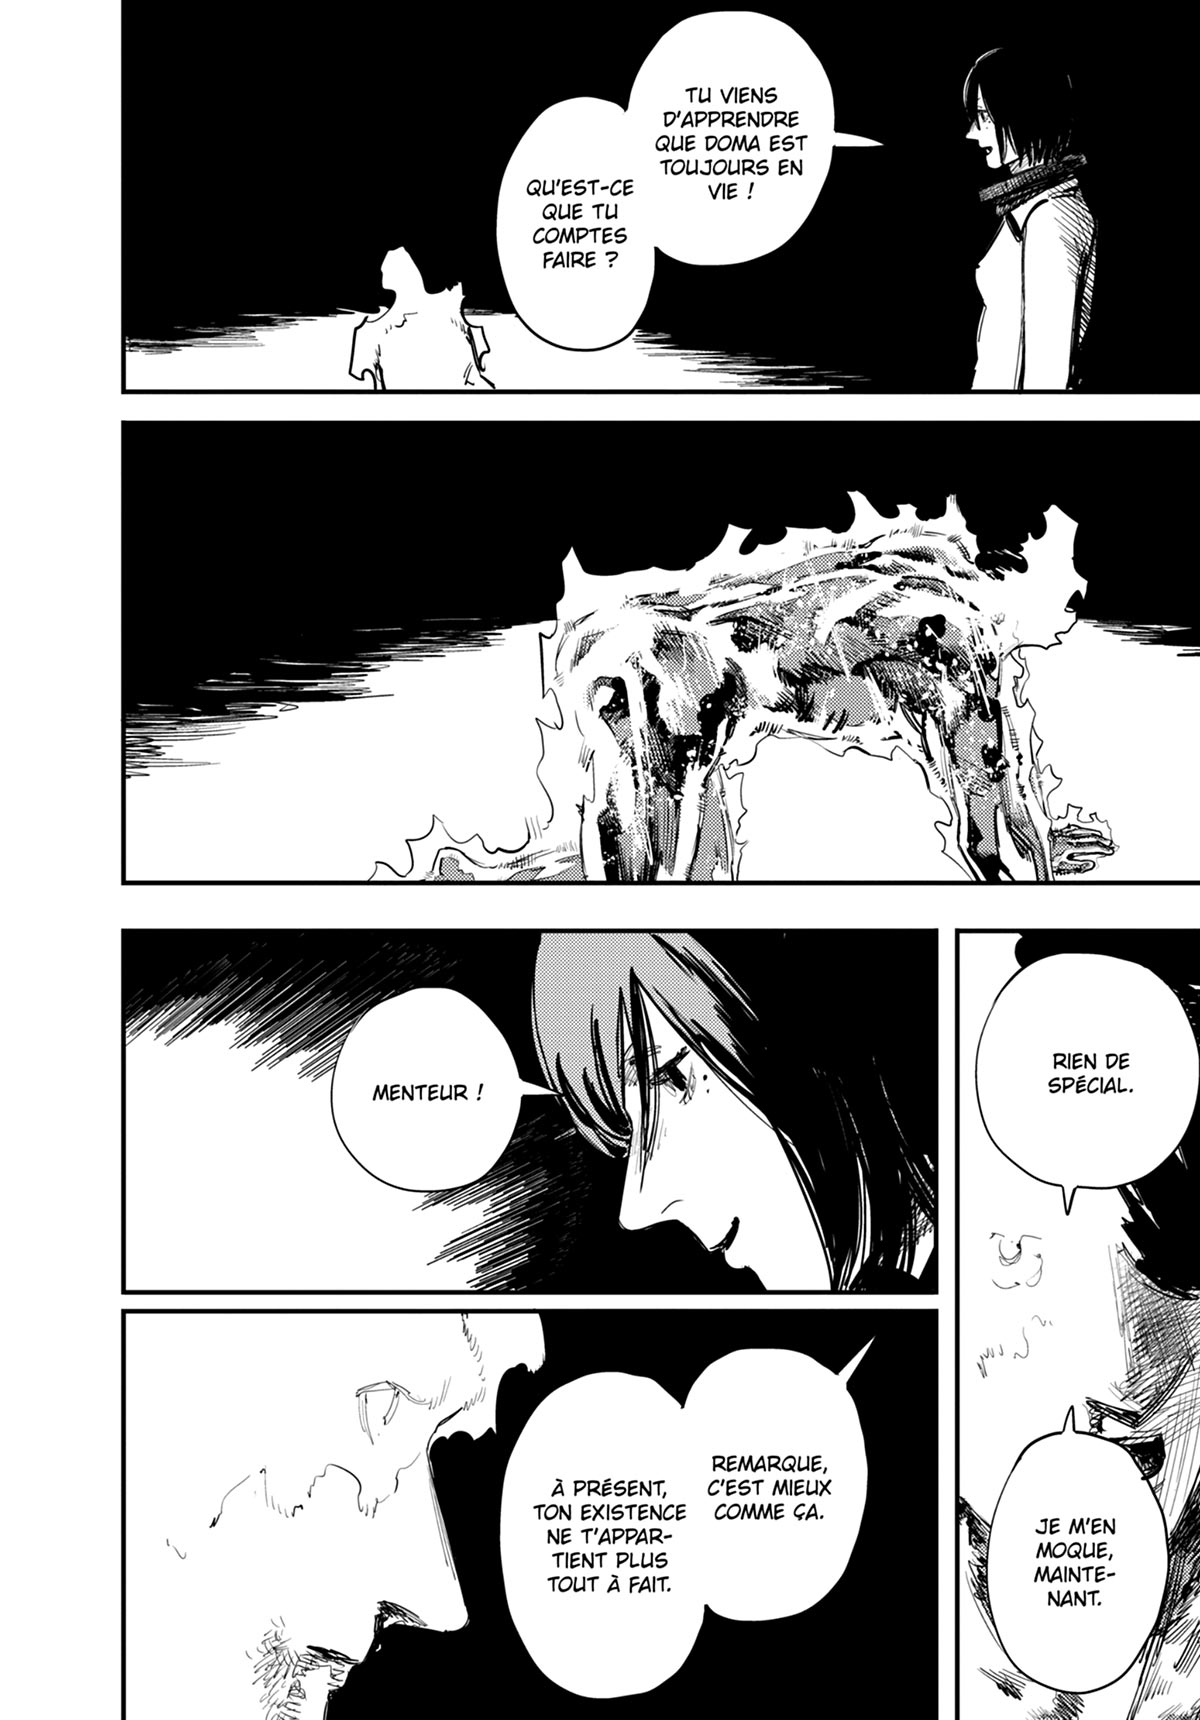 TU VIENS
D'APPRENDRE
QUE DOMA EST
TOUJOURS EN
VIE !
QU'EST-CE
QUE TU
COMPTES
FAIRE ?
RIEN DE
SPÉCIAL.
JE M'EN
MOQUE,
MAINTE-
NANT.
MENTEUR !
REMARQUE,
C'EST MIEUX
COMME ÇA.
À PRÉSENT,
TON EXISTENCE
NE T'APPAR-
TIENT PLUS
TOUT À FAIT.